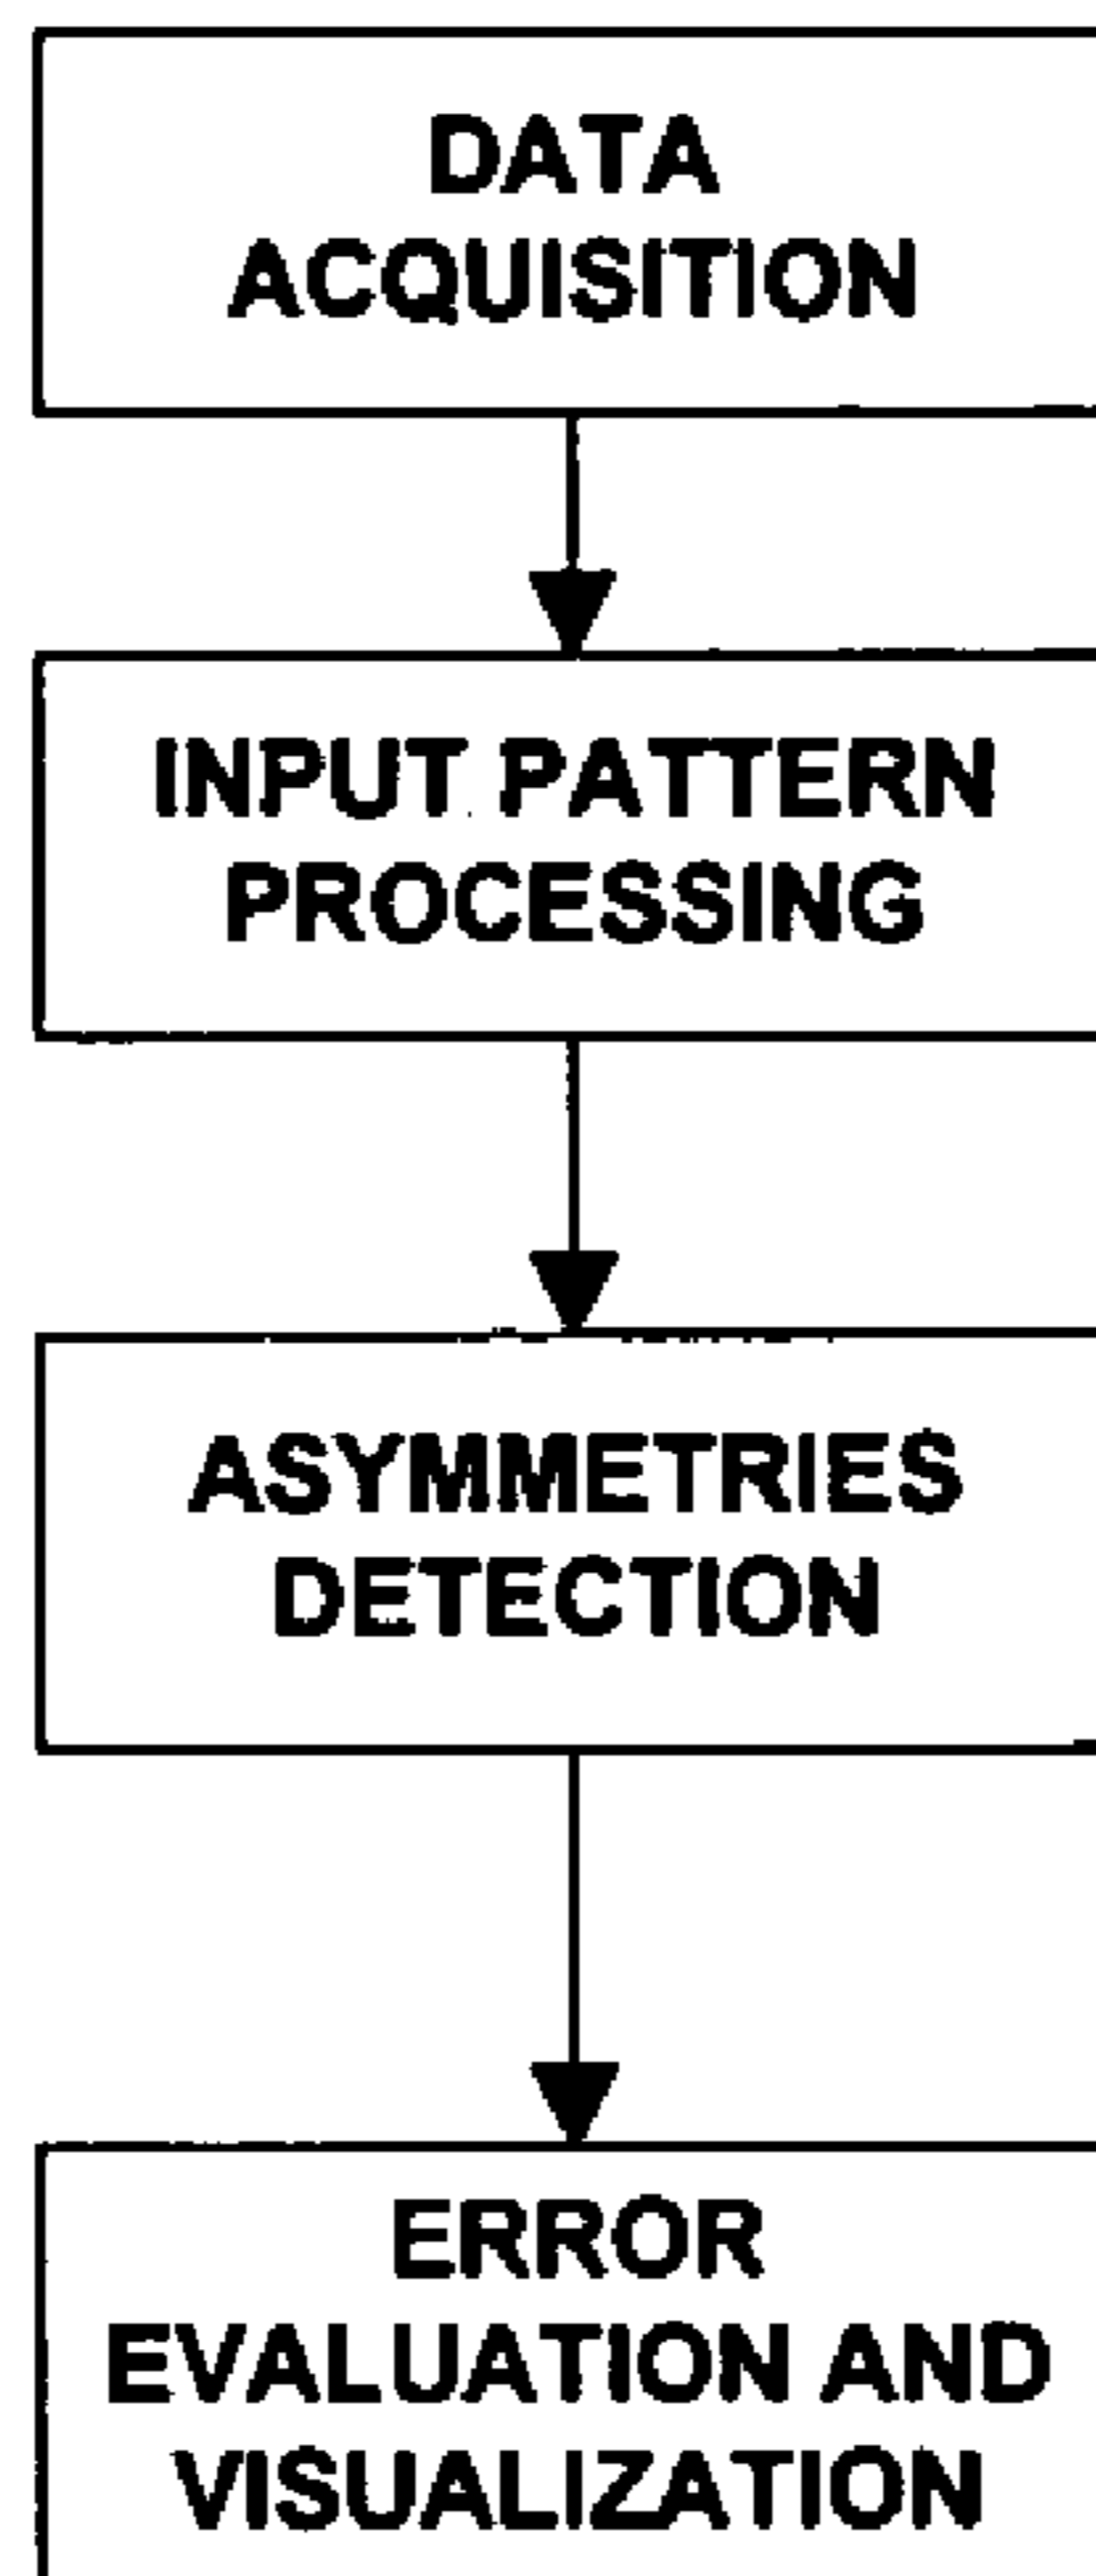 DATA
ACQUISITION
INPUT PATTERN
PROCESSING
ASYMMETRIES
DETECTION
ERROR
EVALUATION AND
VISUALIZATION